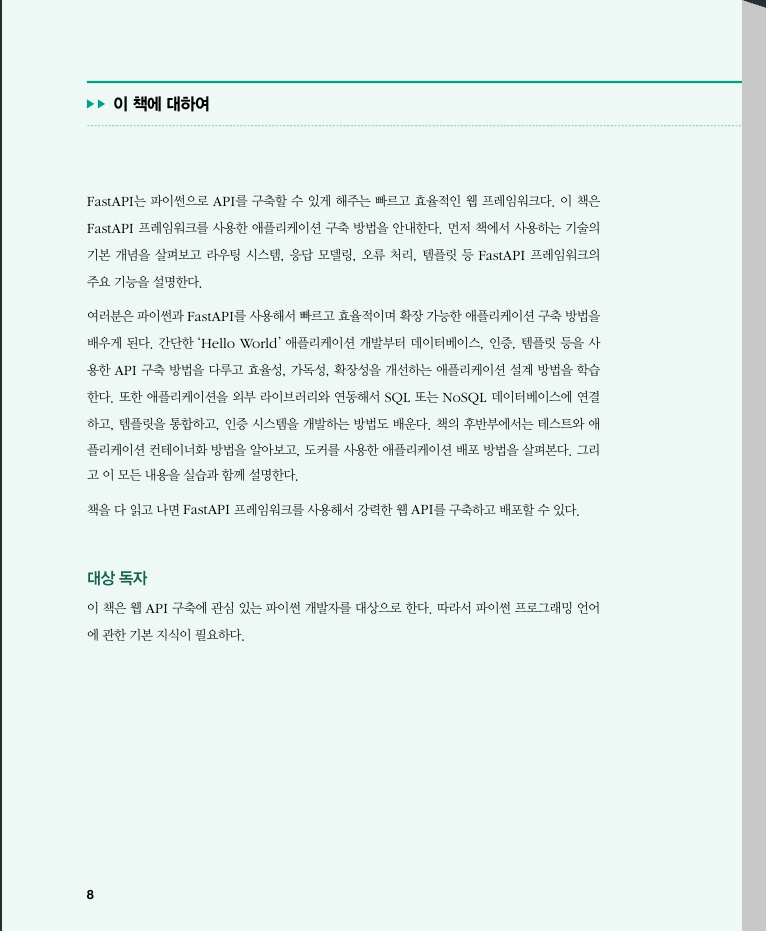 이 책에 대하여
FastAPI는 파이썬으로 API를 구축할 수 있게 해주는 빠르고 효율적인 웹 프레임워크다. 이 책은
FastAPI 프레임워크를 사용한 애플리케이션 구축 방법을 안내한다. 먼저 책에서 사용하는 기술의
기본 개념을 살펴보고 라우팅 시스템, 응답 모델링, 오류 처리, 템플릿 등 FastAPI 프레임워크의
주요 기능을 설명한다.
여러분은 파이썬과 FastAPI를 사용해서 빠르고 효율적이며 확장 가능한 애플리케이션 구축 방법을
배우게 된다. 간단한 ‘Hello World’ 애플리케이션 개발부터 데이터베이스, 인증, 템플릿 등을 사
용한 API 구축 방법을 다루고 효율성, 가독성, 확장성을 개선하는 애플리케이션 설계 방법을 학습
한다. 또한 애플리케이션을 외부 라이브러리와 연동해서 SQL 또는 NoSQL 데이터베이스에 연결
하고, 템플릿을 통합하고, 인증 시스템을 개발하는 방법도 배운다. 책의 후반부에서는 테스트와 애
플리케이션 컨테이너화 방법을 알아보고, 도커를 사용한 애플리케이션 배포 방법을 살펴본다. 그리
고 이 모든 내용을 실습과 함께 설명한다.
책을 다 읽고 나면 FastAPI 프레임워크를 사용해서 강력한 웹 API를 구축하고 배포할 수 있다.
대상 독자
이 책은 웹 API 구축에 관심 있는 파이썬 개발자를 대상으로 한다. 따라서 파이썬 프로그래밍 언어
에 관한 기본 지식이 필요하다.
8